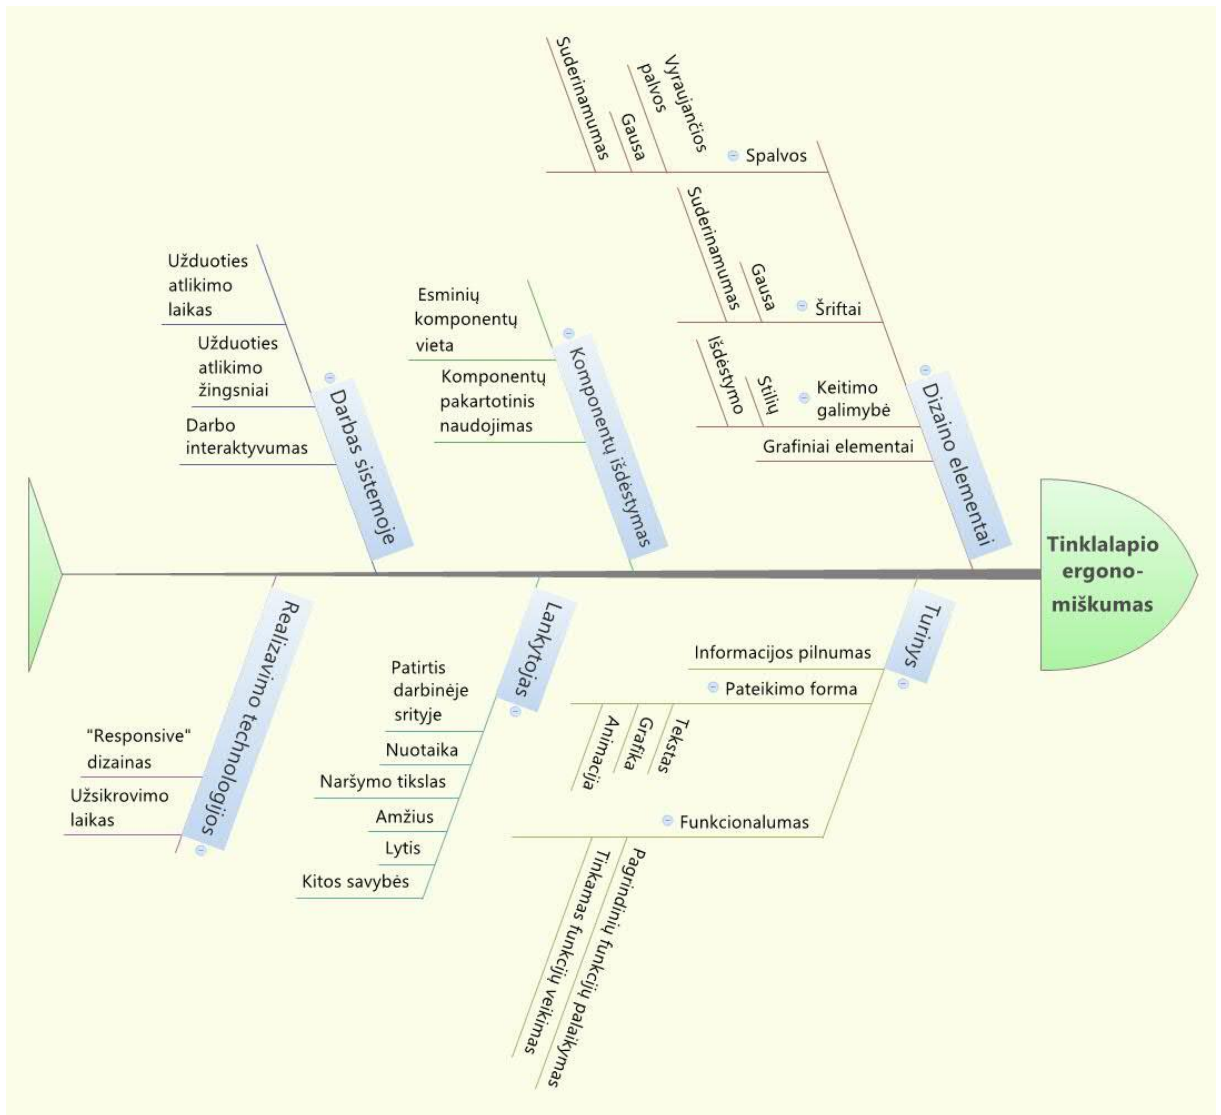 Suderinamumas
Gausa
Vyraujančios
palvos
Spalvos
Suderinamumas
Gausa
Šriftai
Išdėstymo
Stilių
Keitimo
galimybė
Grafiniai elementai
Dizaino elementai
Esminių
komponentų
vieta
Komponentų
pakartotinis
naudojimas
Komponentų išdėstymas
Užduoties
atlikimo
laikas
Užduoties
atlikimo
žingsniai
Darbo
interaktyvumas
Darbas sistemoje
Tinklalapio
ergono-
miškumas
Realizavimo technologijos
"Responsive"
dizainas
Užsikrovimo
laikas
Lankytojas
Patirtis
darbinėje
srityje
Nuotaika
Naršymo tikslas
Amžius
Lytis
Kitos savybės
Turinys
Informacijos pilnumas
Pateikimo forma
Animacija
Grafika
Tekstas
Funkcionalumas
Tinkamas funkcijų veikimas
Pagrindinių funkcijų palaikymas